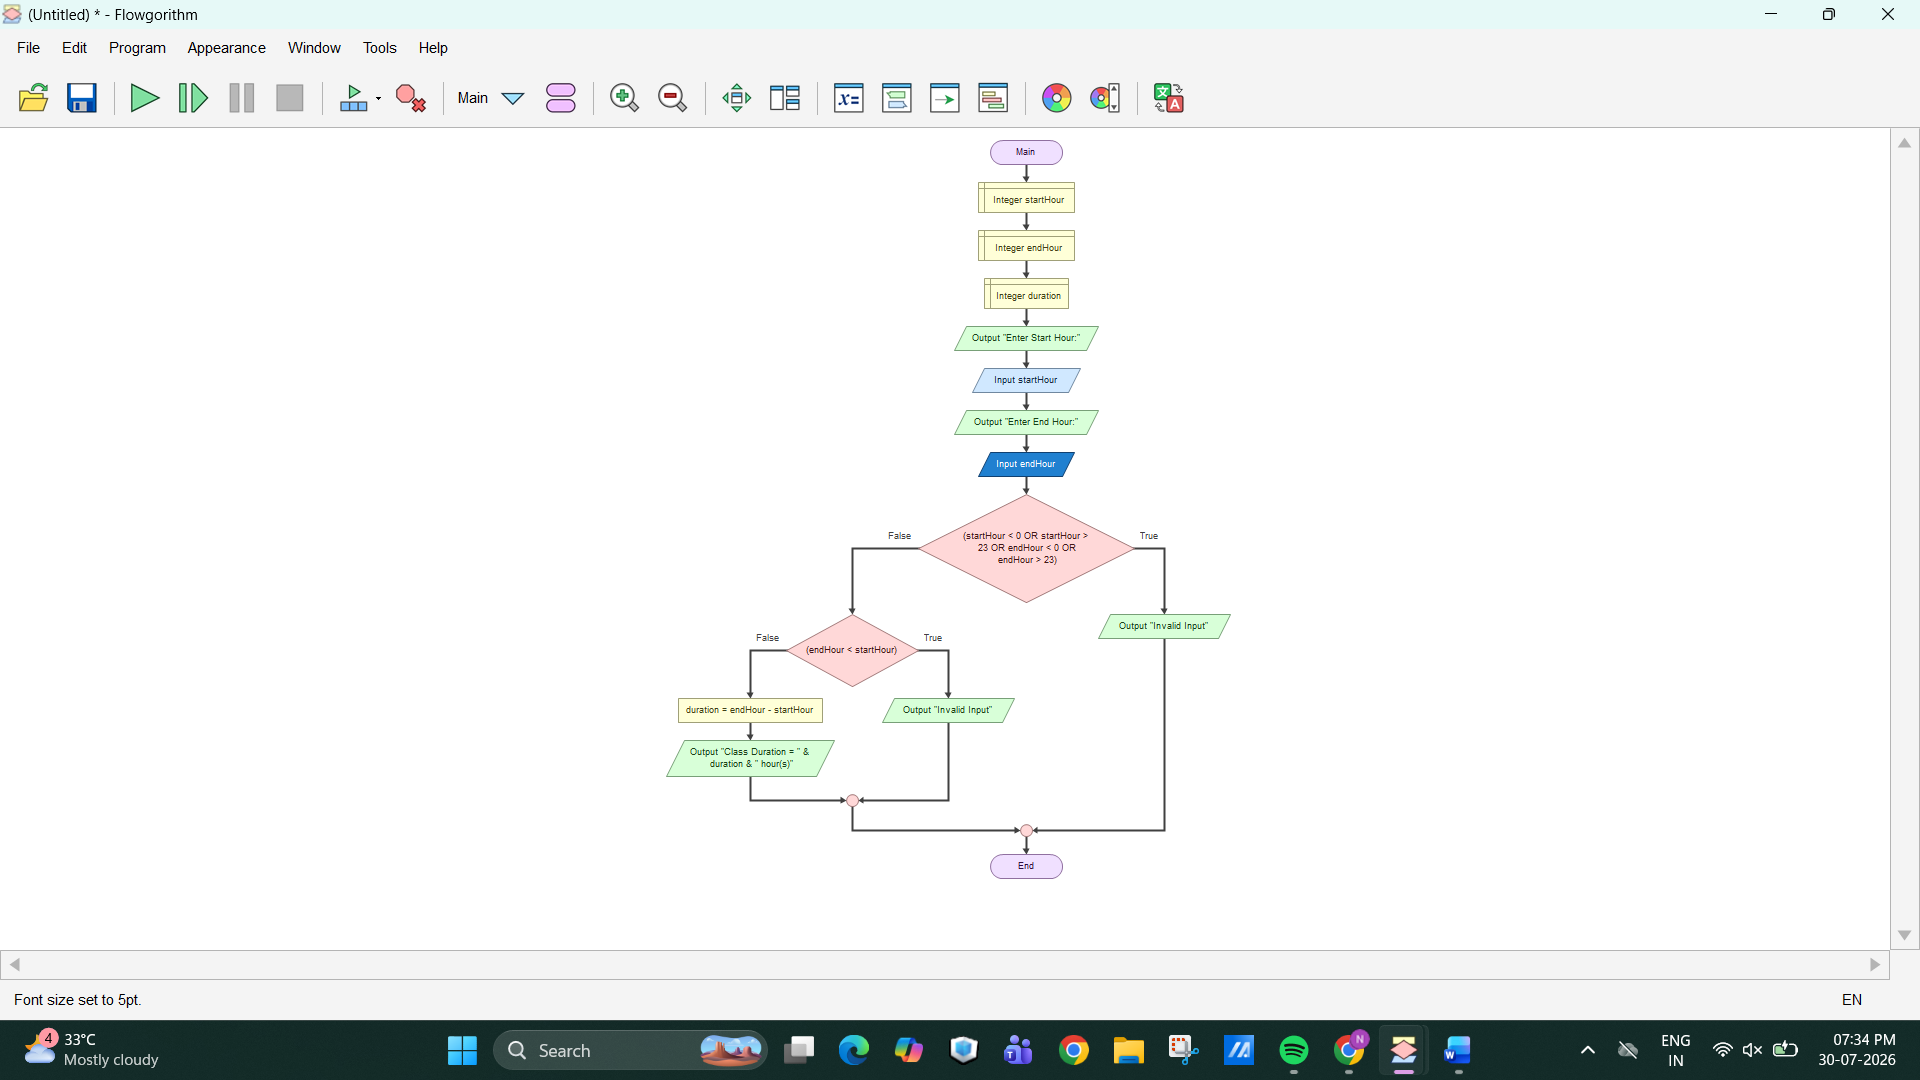 (Untitled) * - Flowgorithm
File Edit Program Appearance Window Tools Help
Main
Main
Integer startHour
Integer endHour
Integer duration
Output "Enter Start Hour:"
Input startHour
Output "Enter End Hour:"
Input endHour
False
True
(startHour < 0 OR startHour >
23 OR endHour < 0 OR
endHour > 23)
Output "Invalid Input"
False
True
(endHour < startHour)
duration = endHour - startHour
Output "Invalid Input"
Output "Class Duration = " &
duration & " hour(s)"
End
Font size set to 5pt.
EN
4
33°C
Mostly cloudy
Search
N
ENG
IN
07:34 PM
30-07-2026